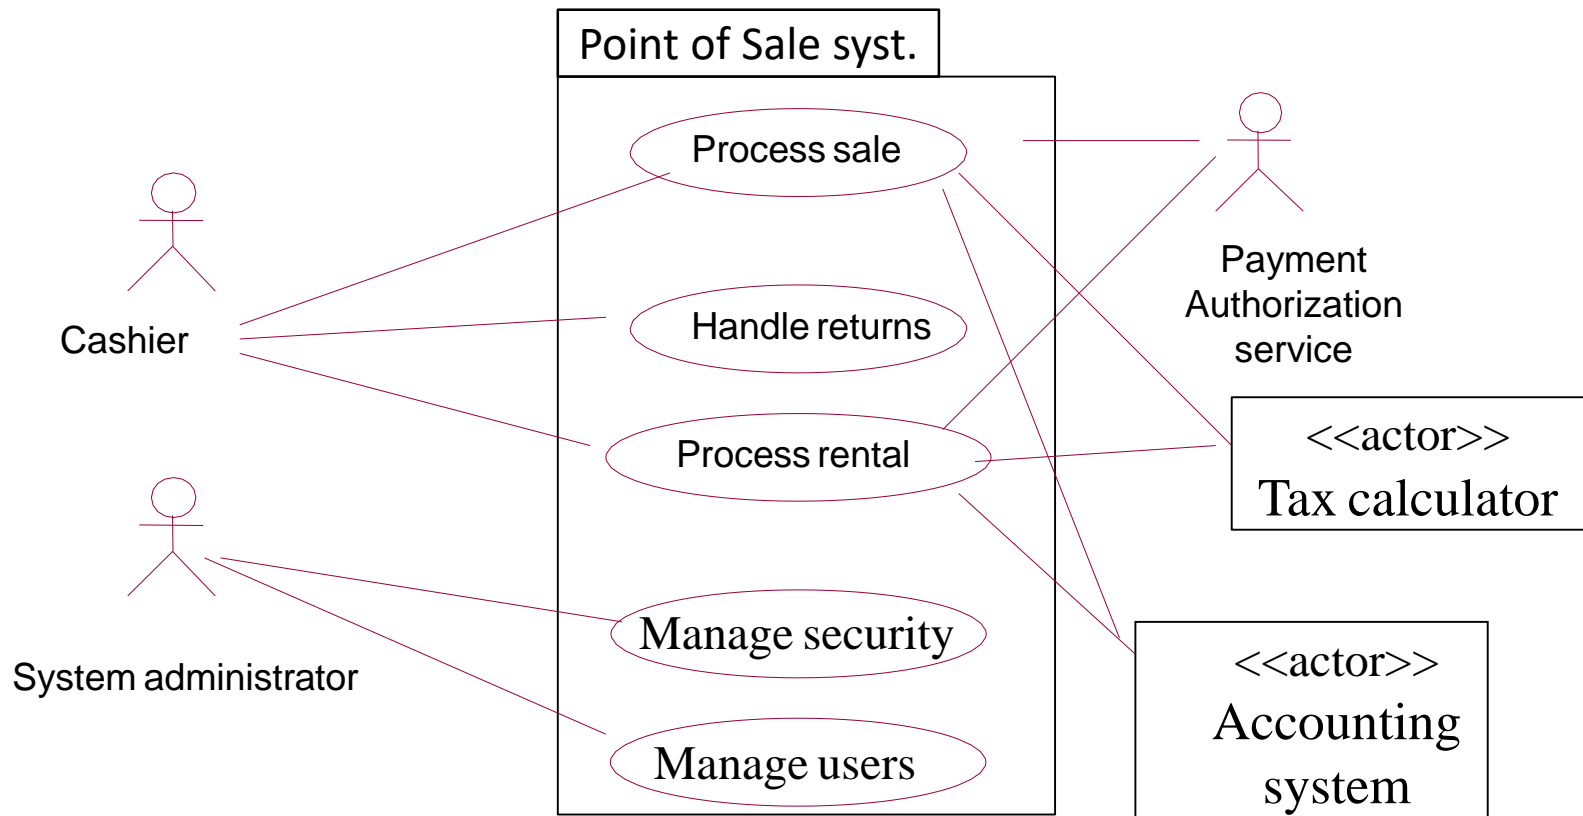 Point of Sale syst.
Process sale
Handle returns
Process rental
Manage security
Manage users
Cashier
System administrator
Payment
Authorization
service
<<actor>>
Tax calculator
<<actor>>
Accounting
system